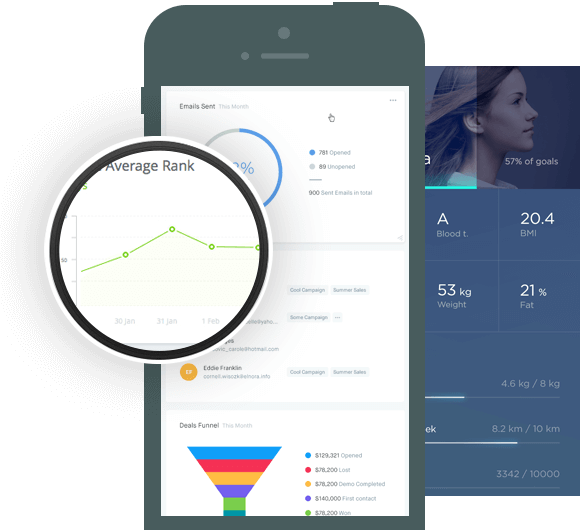 Emails Sent This Month
781 Opened
89 Unopened
900 Sent Emails in total
Average Rank
50
30 Jan
31 Jan
1 Feb
Cool Campaign Summer Sales
Some Campaign
Eddie Franklin
EF
Cool Campaign Summer Sales
Deals Funnel This Month
$129,321 Opened
$78,200 Lost
$78,200 Demo Completed
$140,000 First contact
$78,200 Won
a
57% of goals
A
Blood t.
20.4
BMI
53 kg
Weight
21 %
Fat
4.6 kg / 8 kg
8.2 km / 10 km
3342 / 10000